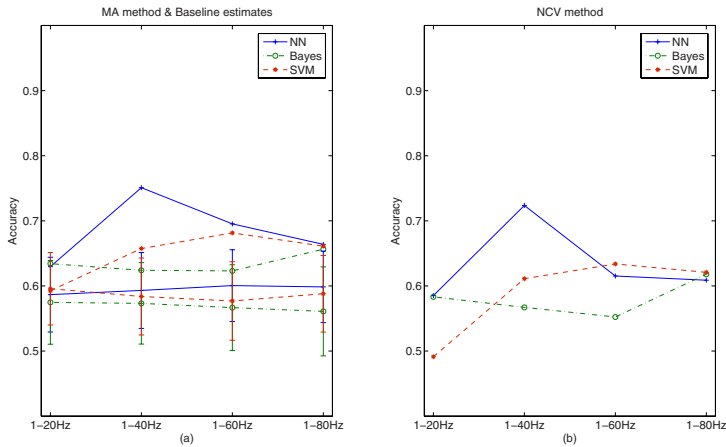 MA method & Baseline estimates
NN
Bayes
SVM
Accuracy
0.9
0.8
0.7
0.6
0.5
1−20Hz 1−40Hz 1−60Hz 1−80Hz
(a)
NCV method
NN
Bayes
SVM
Accuracy
0.9
0.8
0.7
0.6
0.5
1−20Hz 1−40Hz 1−60Hz 1−80Hz
(b)